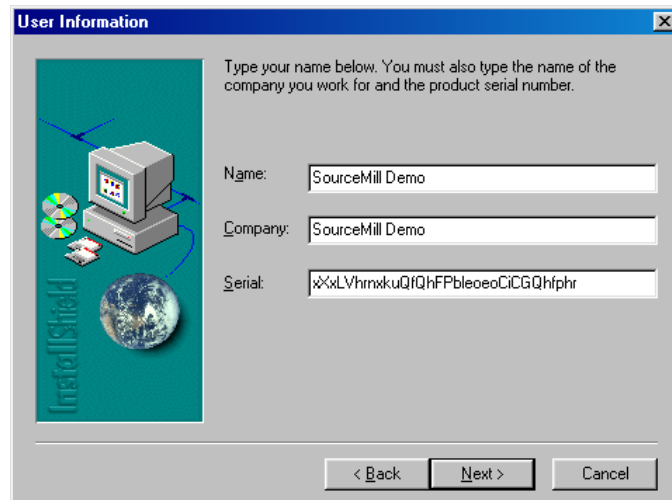 User Information
Type your name below. You must also type the name of the
company you work for and the product serial number.
Name:
SourceMill Demo
Company:
SourceMill Demo
Serial:
xXxLVhrnxkuQfQhFPbleoeoCiCGQhfphr
InstallShield
< Back
Next >
Cancel